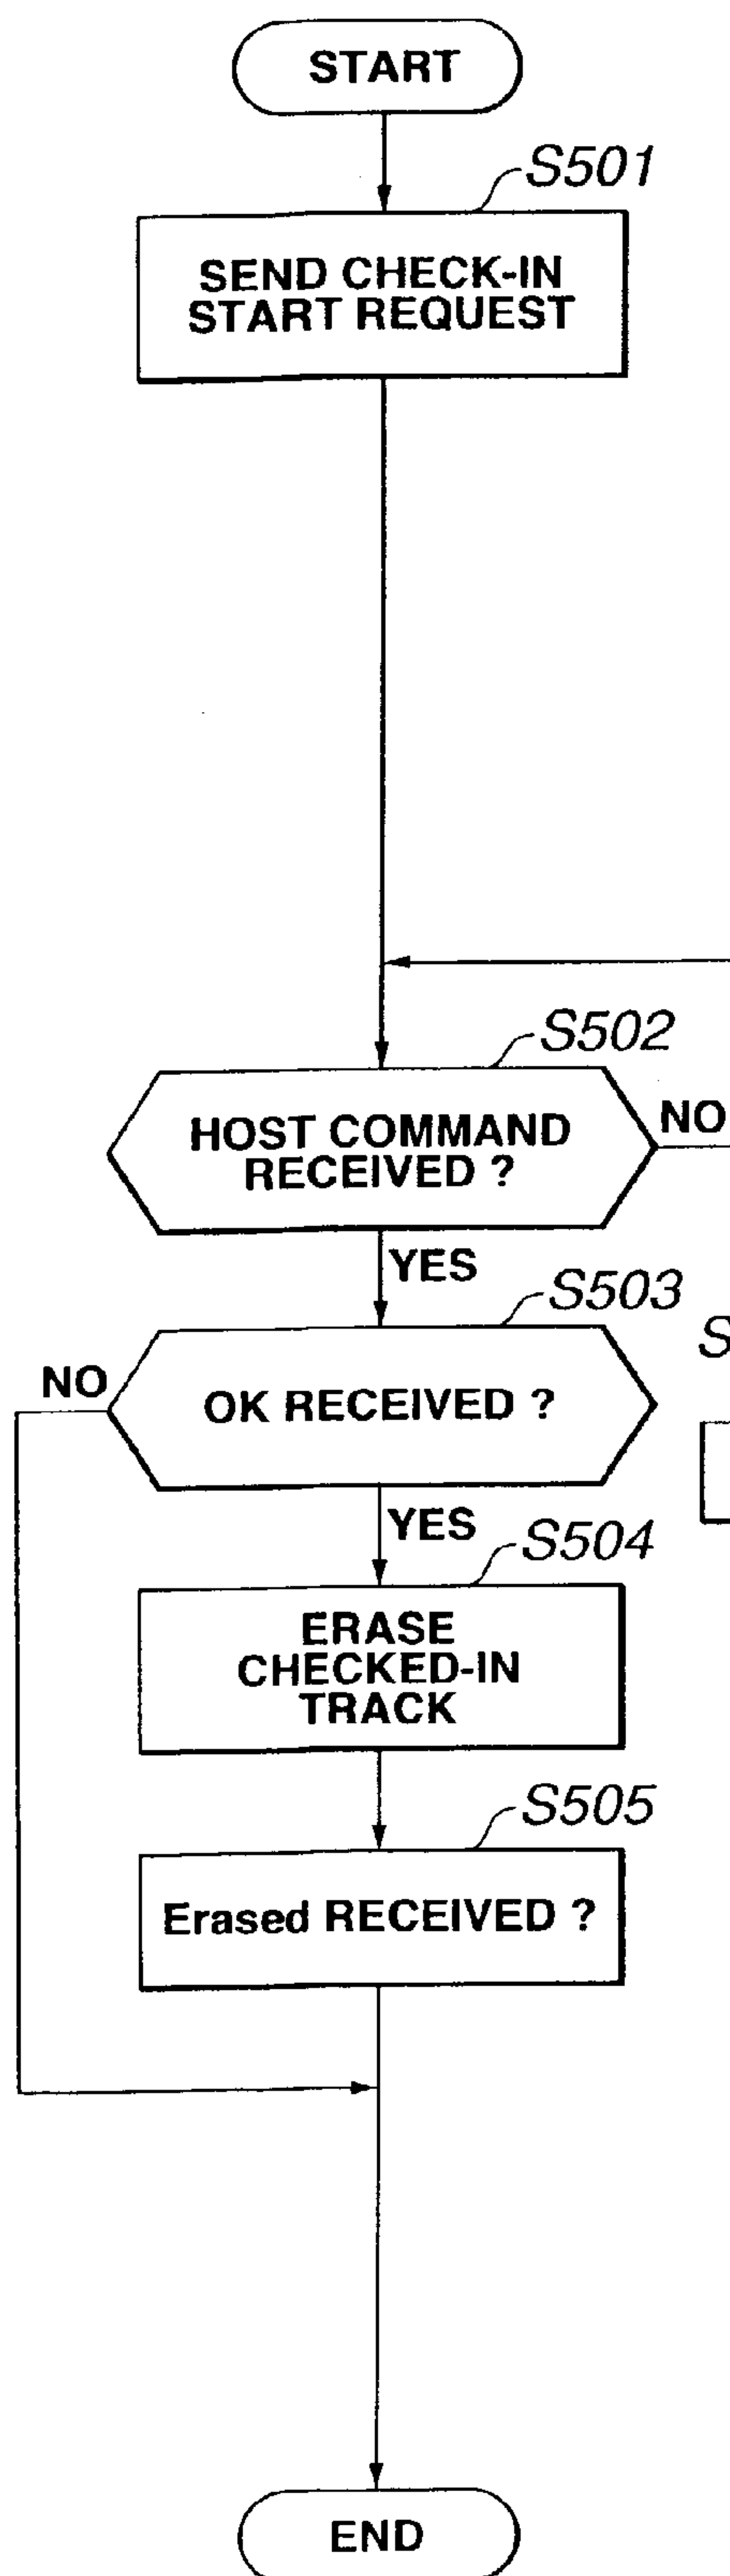 START
S501
SEND CHECK-IN
START REQUEST
S502
HOST COMMAND
RECEIVED ?
NO
YES
S503
NO
OK RECEIVED ?
S
YES
S504
ERASE
CHECKED-IN
TRACK
S505
Erased RECEIVED ?
END